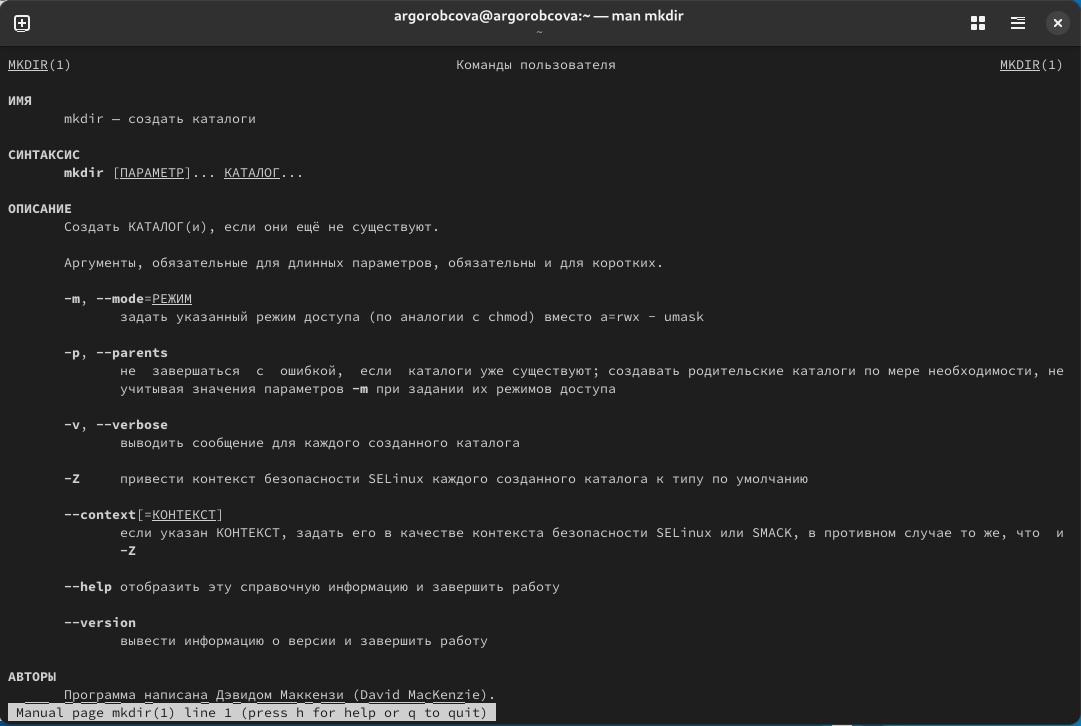 argorobcova@argorobcova:~ — man mkdir
~
MKDIR(1) Команды пользователя MKDIR(1)
ИМЯ
mkdir — создать каталоги
СИНТАКСИС
mkdir [ПАРАМЕТР]... КАТАЛОГ...
ОПИСАНИЕ
Создать КАТАЛОГ(и), если они ещё не существуют.
Аргументы, обязательные для длинных параметров, обязательны и для коротких.
-m, --mode=РЕЖИМ
задать указанный режим доступа (по аналогии с chmod) вместо a=rwx - umask
-p, --parents
не завершаться с ошибкой, если каталоги уже существуют; создавать родительские каталоги по мере необходимости, не
учитывая значения параметров -m при задании их режимов доступа
-v, --verbose
выводить сообщение для каждого созданного каталога
-Z привести контекст безопасности SELinux каждого созданного каталога к типу по умолчанию
--context[=КОНТЕКСТ]
если указан КОНТЕКСТ, задать его в качестве контекста безопасности SELinux или SMACK, в противном случае то же, что и
-Z
--help отобразить эту справочную информацию и завершить работу
--version
вывести информацию о версии и завершить работу
АВТОРЫ
Программа написана Дэвидом Маккензи (David MacKenzie).
Manual page mkdir(1) line 1 (press h for help or q to quit)